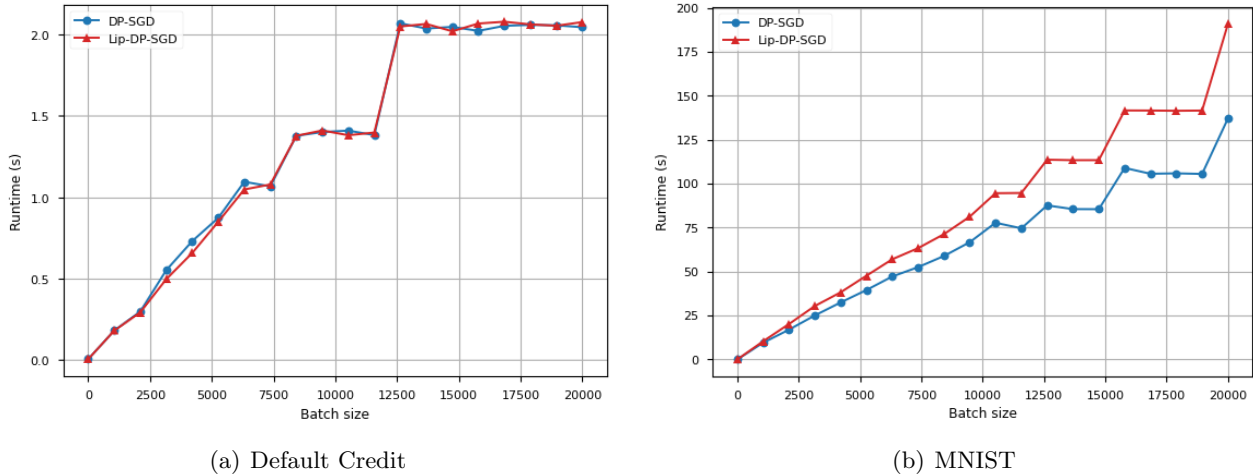 DP-SGD
Lip-DP-SGD
2.0
1.5
1.0
0.5
0.0
Runtime (s)
0 2500 5000 7500 10000 12500 15000 17500 20000
Batch size
(a) Default Credit
DP-SGD
Lip-DP-SGD
200
175
150
125
100
75
50
25
0
Runtime (s)
0 2500 5000 7500 10000 12500 15000 17500 20000
Batch size
(b) MNIST